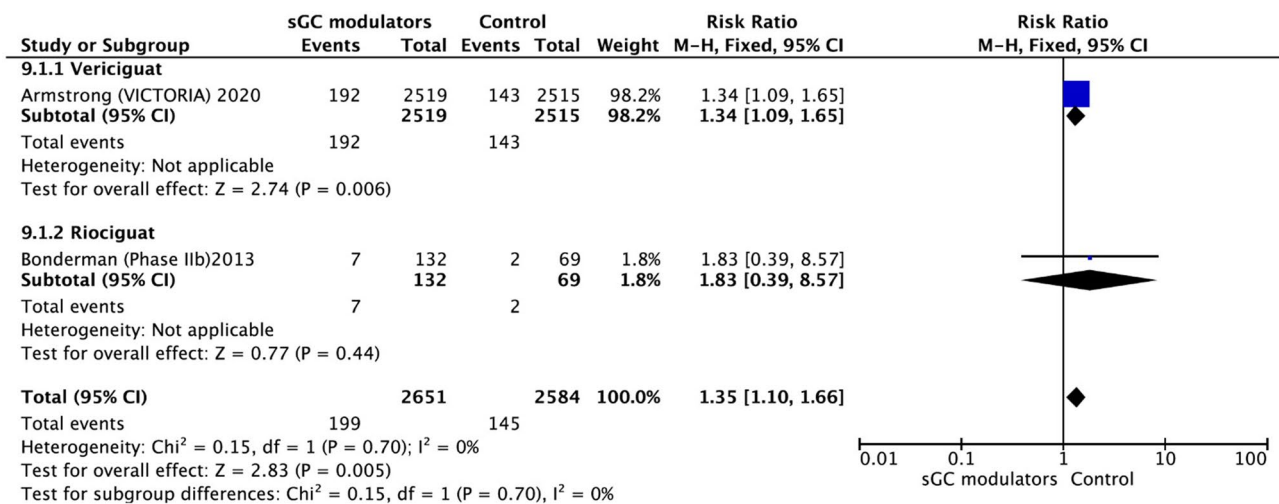 sGC modulators Control Risk Ratio Risk Ratio
Study or Subgroup Events Total Events Total Weight M-H, Fixed, 95% CI M-H, Fixed, 95% CI
9.1.1 Vericiguat
Armstrong (VICTORIA) 2020 192 2519 143 2515 98.2% 1.34 [1.09, 1.65]
Subtotal (95% CI) 2519 2515 98.2% 1.34 [1.09, 1.65]
Total events 192 143
Heterogeneity: Not applicable
Test for overall effect: Z = 2.74 (P = 0.006)
9.1.2 Riociguat
Bonderman (Phase IIb)2013 7 132 2 69 1.8% 1.83 [0.39, 8.57]
Subtotal (95% CI) 132 69 1.8% 1.83 [0.39, 8.57]
Total events 7 2
Heterogeneity: Not applicable
Test for overall effect: Z = 0.77 (P = 0.44)
Total (95% CI) 2651 2584 100.0% 1.35 [1.10, 1.66]
Total events 199 145
Heterogeneity: Chi² = 0.15, df = 1 (P = 0.70); I² = 0%
Test for overall effect: Z = 2.83 (P = 0.005)
Test for subgroup differences: Chi² = 0.15, df = 1 (P = 0.70), I² = 0%
0.01 0.1 1 10 100
sGC modulators Control